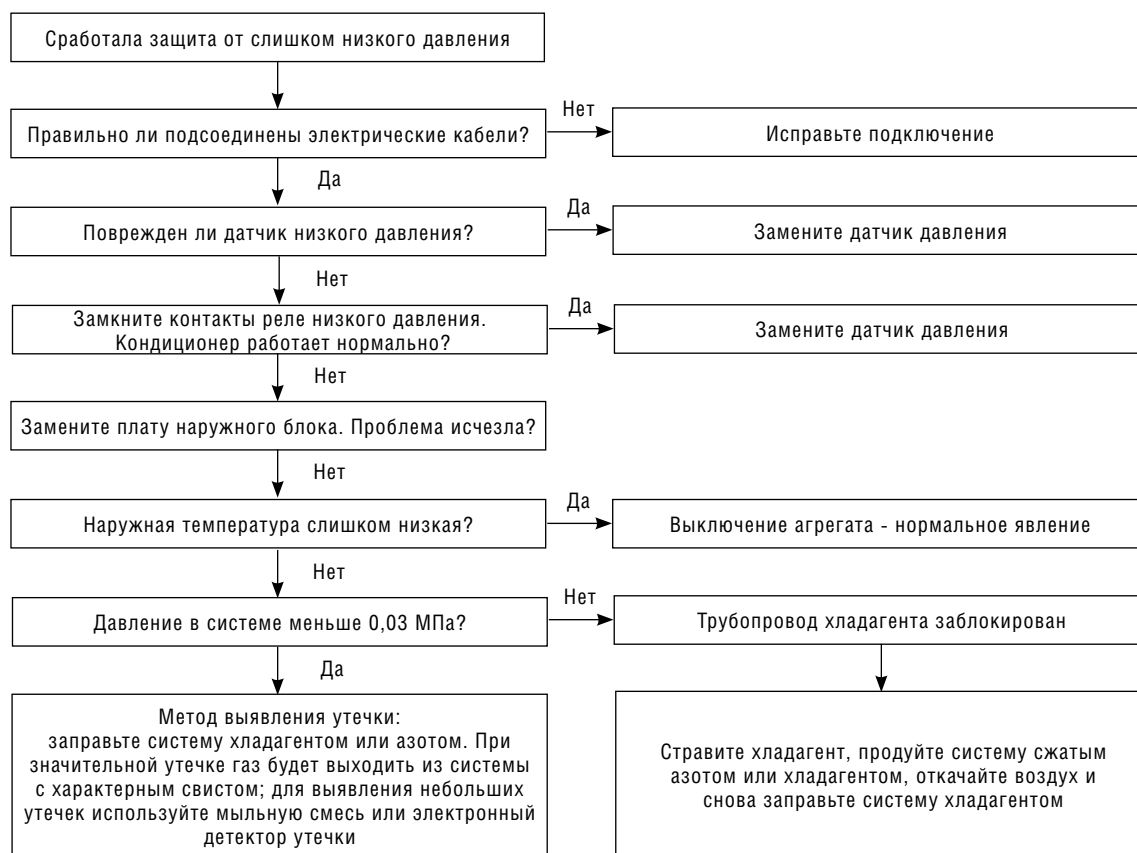 Сработала защита от слишком низкого давления
Правильно ли подсоединены электрические кабели?
Нет
Исправьте подключение
Да
Поврежден ли датчик низкого давления?
Да
Замените датчик давления
Нет
Замкните контакты реле низкого давления.
Кондиционер работает нормально?
Да
Замените датчик давления
Нет
Замените плату наружного блока. Проблема исчезла?
Нет
Наружная температура слишком низкая?
Да
Выключение агрегата - нормальное явление
Нет
Давление в системе меньше 0,03 МПа?
Нет
Трубопровод хладагента заблокирован
Да
Метод выявления утечки:
заправьте систему хладагентом или азотом. При
значительной утечке газ будет выходить из системы
с характерным свистом; для выявления небольших
утечек используйте мыльную смесь или электронный
детектор утечки
Стравите хладагент, продуйте систему сжатым
азотом или хладагентом, откачайте воздух и
снова заправьте систему хладагентом